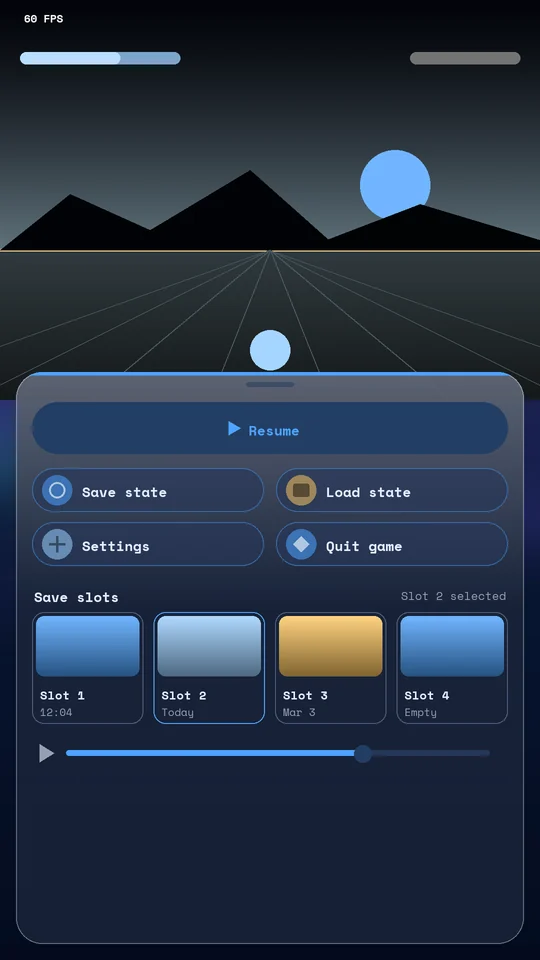 60 FPS
Resume
Save state
Load state
Settings
Quit game
Save slots
Slot 2 selected
Slot 1
12:04
Slot 2
Today
Slot 3
Mar 3
Slot 4
Empty